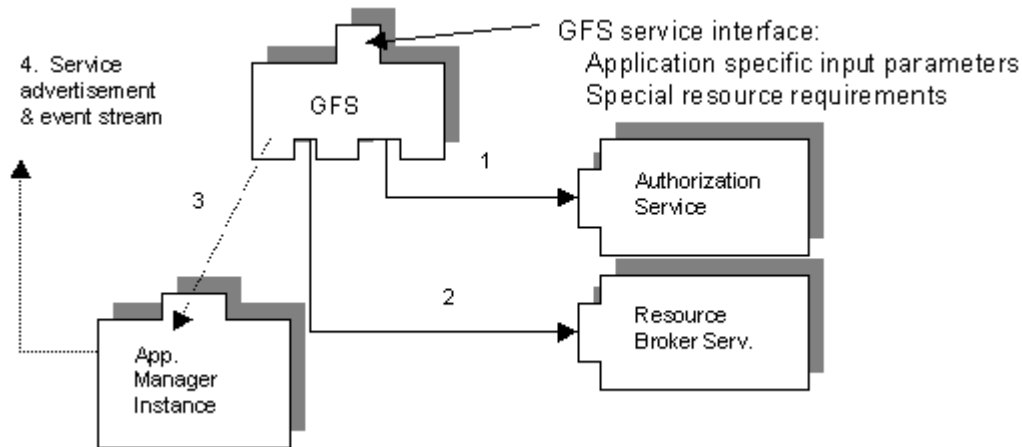 GFS service interface:
Application specific input parameters
Special resource requirements
4. Service
advertisement
& event stream
GFS
1
Authorization
Service
3
2
Resource
Broker Serv.
App.
Manager
Instance